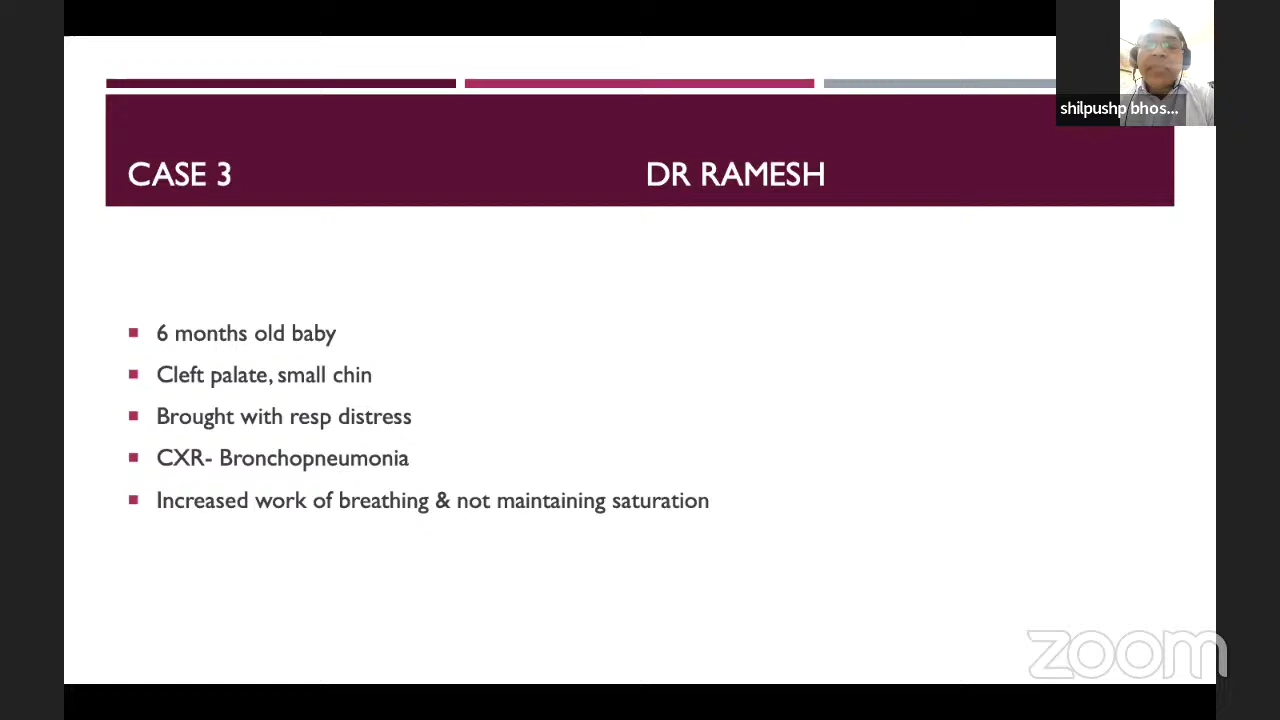 shilpushp bhos...
CASE 3
DR RAMESH
6 months old baby
Cleft palate, small chin
Brought with resp distress
CXR- Bronchopneumonia
Increased work of breathing & not maintaining saturation
zoom